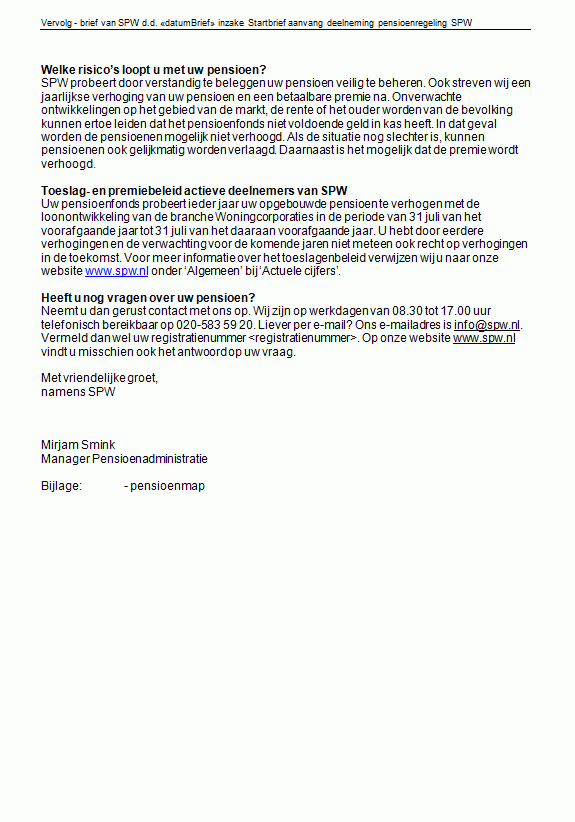 Vervolg - brief van SPW d.d. «datumBrief» inzake Startbrief aanvang deelneming pensioenregeling SPW
Welke risico's loopt u met uw pensioen?
SPW probeert door verstandig te beleggen uw pensioen veilig te beheren. Ook streven wij een
jaarlijkse verhoging van uw pensioen en een betaalbare premie na. Onverwachte
ontwikkelingen op het gebied van de markt, de rente of het ouder worden van de bevolking
kunnen ertoe leiden dat het pensioenfonds niet voldoende geld in kas heeft. In dat geval
worden de pensioenen mogelijk niet verhoogd. Als de situatie nog slechter is, kunnen
pensioenen ook gelijkmatig worden verlaagd. Daarnaast is het mogelijk dat de premie wordt
verhoogd.
Toeslag- en premiebeleid actieve deelnemers van SPW
Uw pensioenfonds probeert ieder jaar uw opgebouwde pensioen te verhogen met de
loonontwikkeling van de branche Woningcorporaties in de periode van 31 juli van het
voorafgaande jaar tot 31 juli van het daaraan voorafgaande jaar. U hebt door eerdere
verhogingen en de verwachting voor de komende jaren niet meteen ook recht op verhogingen
in de toekomst. Voor meer informatie over het toeslagenbeleid verwijzen wij u naar onze
website www.spw.nl onder 'Algemeen' bij 'Actuele cijfers'.
Heeft u nog vragen over uw pensioen?
Neemt u dan gerust contact met ons op. Wij zijn op werkdagen van 08.30 tot 17.00 uur
telefonisch bereikbaar op 020-583 59 20. Liever per e-mail? Ons e-mailadres is info@spw.nl.
Vermeld dan wel uw registratienummer <registratienummer>. Op onze website www.spw.nl
vindt u misschien ook het antwoord op uw vraag.
Met vriendelijke groet,
namens SPW
Mirjam Smink
Manager Pensioenadministratie
Bijlage: - pensioenmap